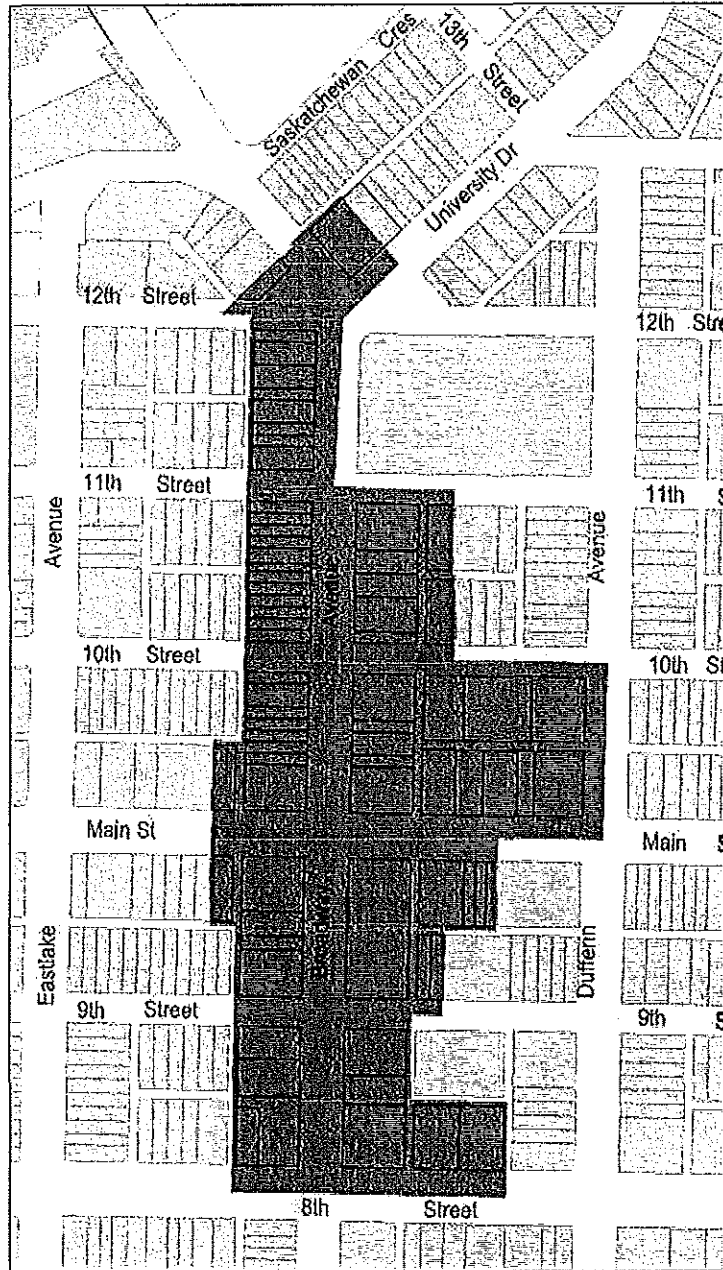 Saskatchewan Cres
13th Street
University Dr
12th Street
12th Stre
11th Street
11th S
Avenue
Avenue
Avenue
10th Street
10th St
Main St
Main S
Broadway
Eastlake
Dufferin
9th Street
9th S
8th Street